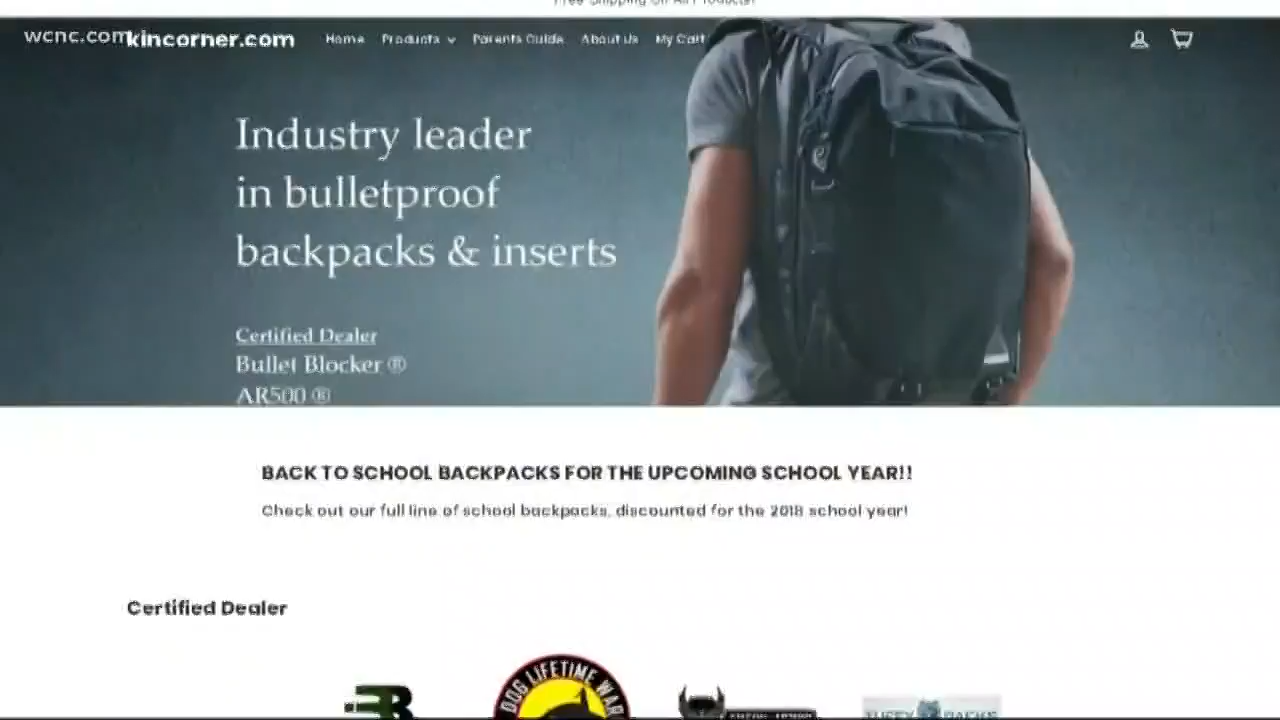 Free Shipping On All Products!
wcnc.com
kincorner.com
Home Products Parents Guide About Us My Cart
Industry leader
in bulletproof
backpacks & inserts
Certified Dealer
Bullet Blocker ®
AR500 ®
BACK TO SCHOOL BACKPACKS FOR THE UPCOMING SCHOOL YEAR!!
Check out our full line of school backpacks, discounted for the 2018 school year!
Certified Dealer
DOG LIFETIME WAR